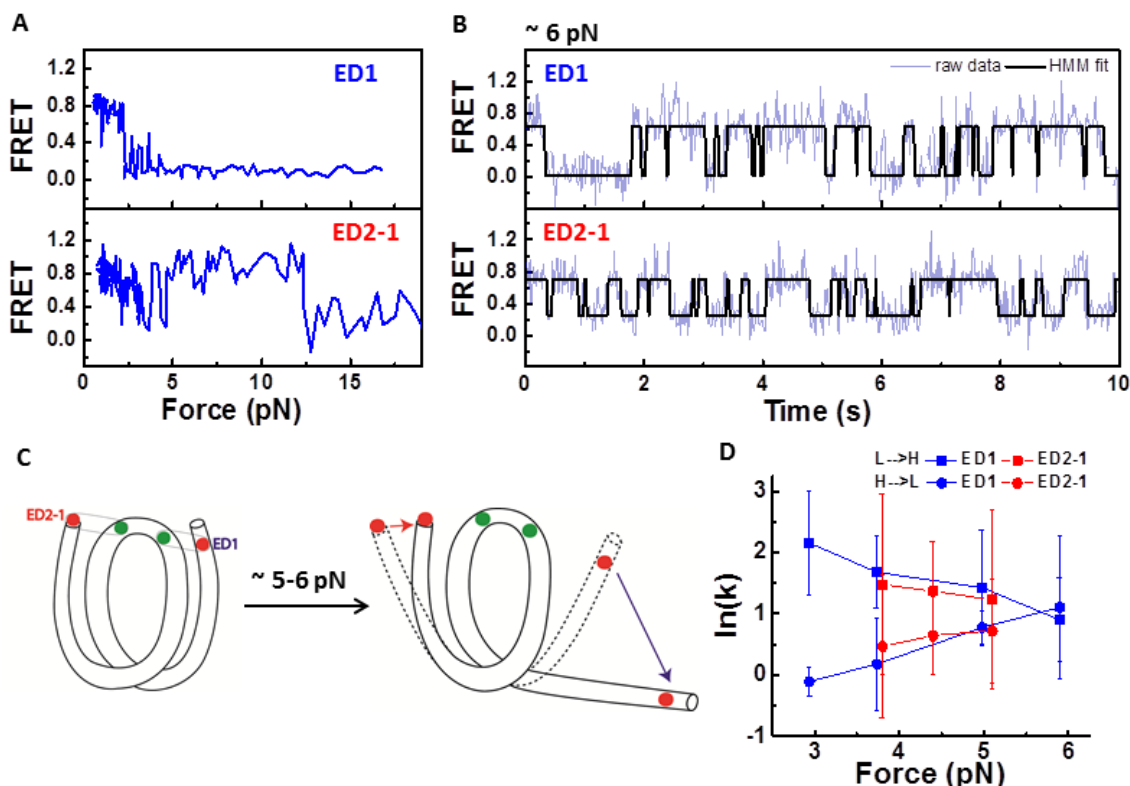 A
ED1
FRET
1.2
0.8
0.4
0.0
ED2-1
FRET
1.2
0.8
0.4
0.0
0 5 10 15
Force (pN)
B
~ 6 pN
ED1
raw data HMM fit
FRET
1.2
0.8
0.4
0.0
ED2-1
FRET
1.2
0.8
0.4
0.0
0 2 4 6 8 10
Time (s)
C
ED2-1
ED1
~ 5-6 pN
D
L-->H ED1 ED2-1
H-->L ED1 ED2-1
ln(k)
3
2
1
0
-1
3 4 5 6
Force (pN)